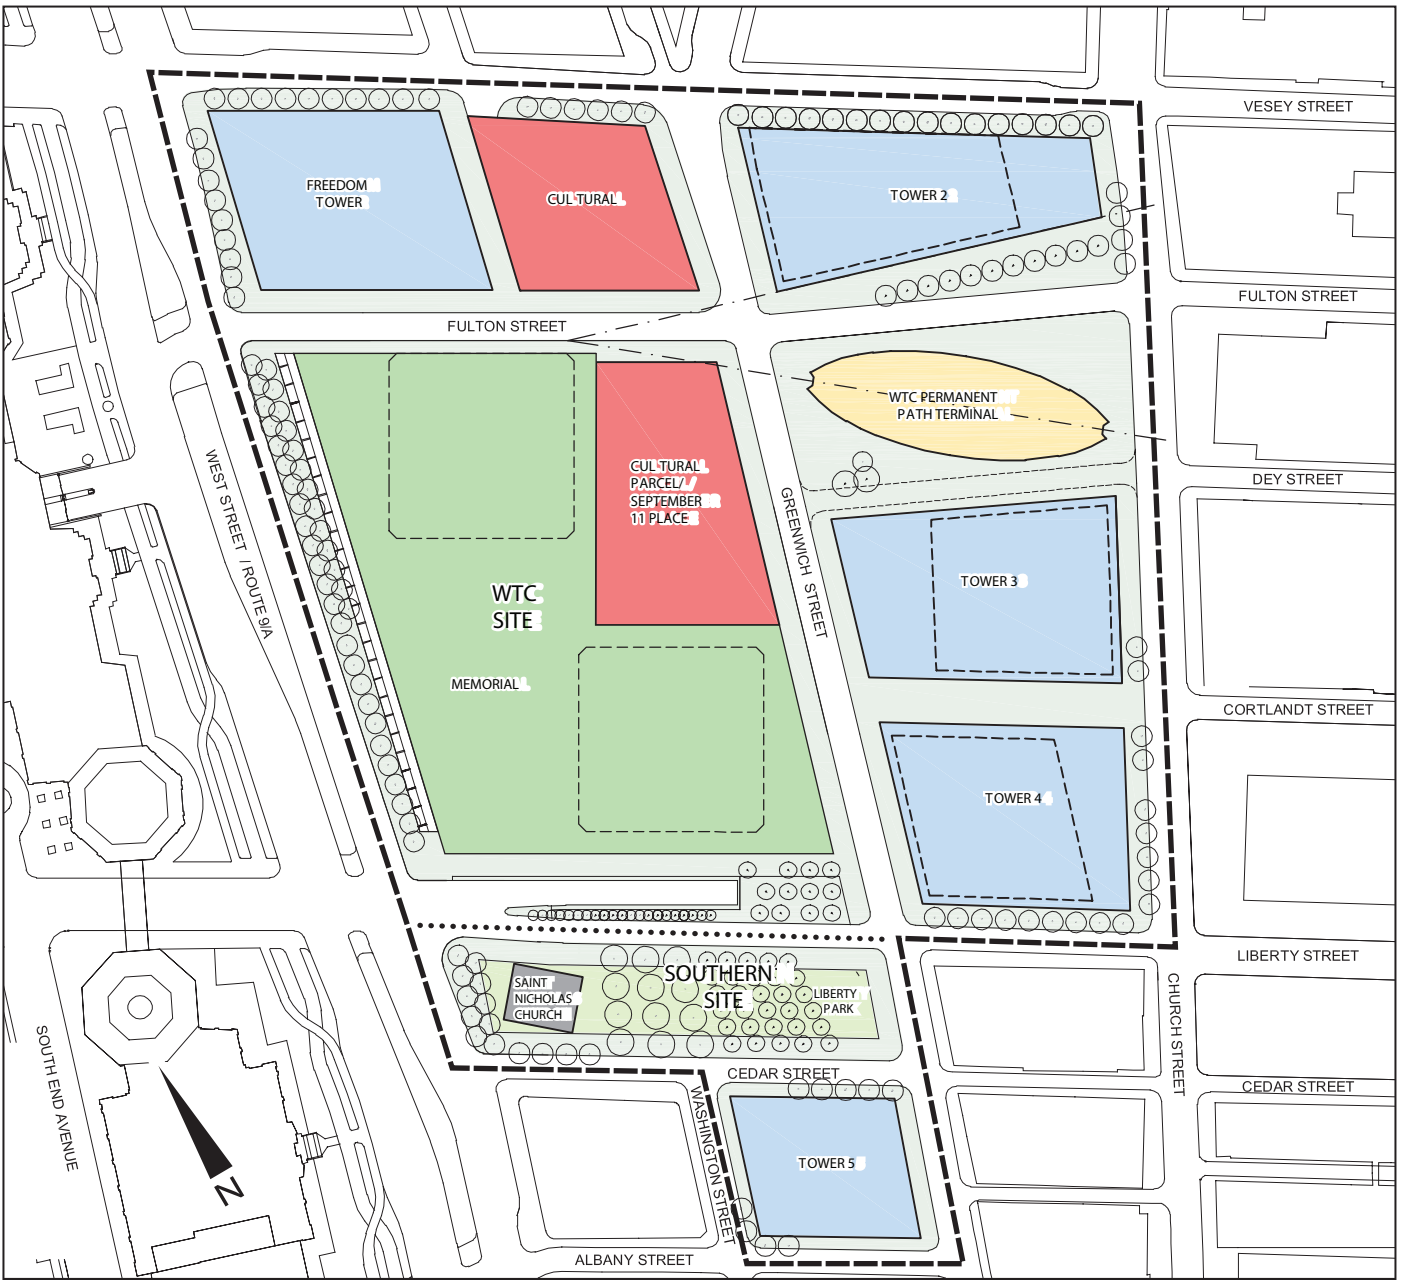 VESEY STREET
FREEDOM
TOWER
CULTURAL
TOWER 2
FULTON STREET
FULTON STREET
WTC PERMANENT
PATH TERMINAL
WEST STREET / ROUTE 9/A
CULTURAL
PARCEL/
SEPTEMBER
11 PLACE
GREENWICH STREET
DEY STREET
WTC
SITE
TOWER 3
MEMORIAL
CORTLANDT STREET
TOWER 4
LIBERTY STREET
SOUTHERN
SITE
SAINT
NICHOLAS
CHURCH
LIBERTY
PARK
CHURCH STREET
SOUTH END AVENUE
CEDAR STREET
CEDAR STREET
WASHINGTON STREET
TOWER 5
N
ALBANY STREET